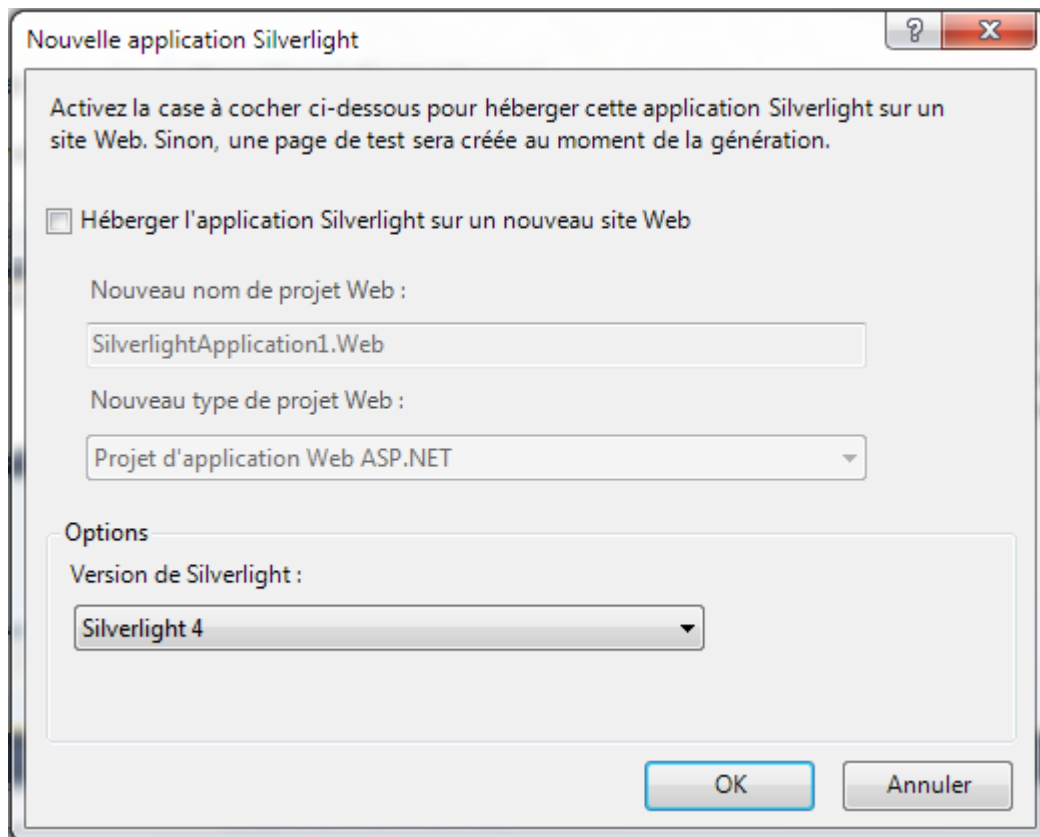 Nouvelle application Silverlight
Activez la case à cocher ci-dessous pour héberger cette application Silverlight sur un
site Web. Sinon, une page de test sera créée au moment de la génération.
Héberger l'application Silverlight sur un nouveau site Web
Nouveau nom de projet Web :
SilverlightApplication1.Web
Nouveau type de projet Web :
Projet d'application Web ASP.NET
Options
Version de Silverlight :
Silverlight 4
OK
Annuler